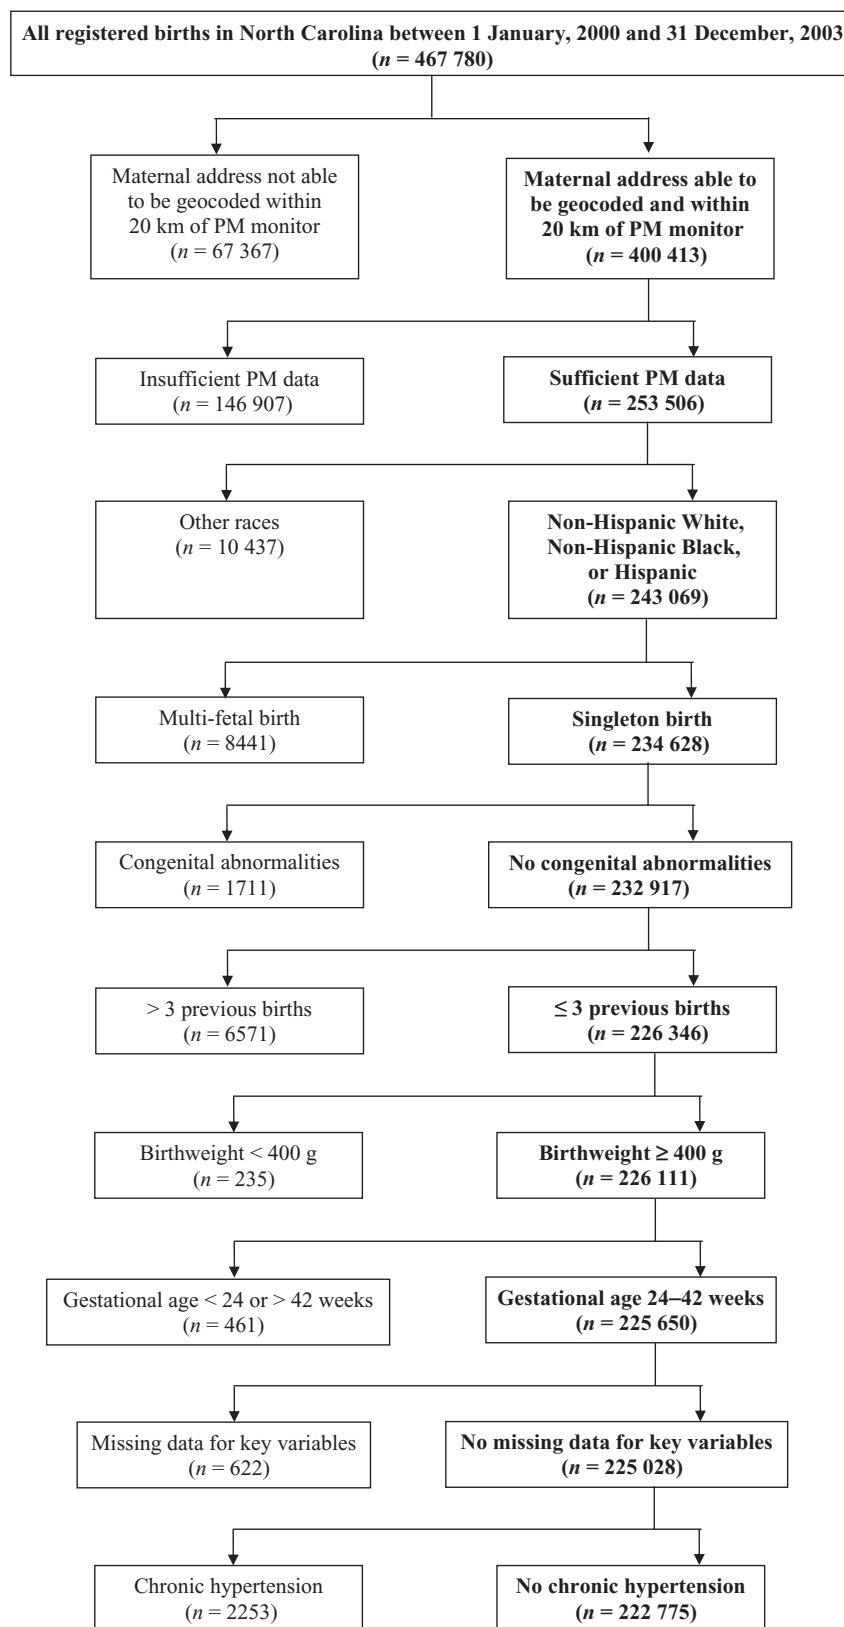 All registered births in North Carolina between 1 January, 2000 and 31 December, 2003
(n = 467 780)
Maternal address not able
to be geocoded within
20 km of PM monitor
(n = 67 367)
Maternal address able to
be geocoded and within
20 km of PM monitor
(n = 400 413)
Insufficient PM data
(n = 146 907)
Sufficient PM data
(n = 253 506)
Other races
(n = 10 437)
Non-Hispanic White,
Non-Hispanic Black,
or Hispanic
(n = 243 069)
Multi-fetal birth
(n = 8441)
Singleton birth
(n = 234 628)
Congenital abnormalities
(n = 1711)
No congenital abnormalities
(n = 232 917)
> 3 previous births
(n = 6571)
≤ 3 previous births
(n = 226 346)
Birthweight < 400 g
(n = 235)
Birthweight ≥ 400 g
(n = 226 111)
Gestational age < 24 or > 42 weeks
(n = 461)
Gestational age 24–42 weeks
(n = 225 650)
Missing data for key variables
(n = 622)
No missing data for key variables
(n = 225 028)
Chronic hypertension
(n = 2253)
No chronic hypertension
(n = 222 775)